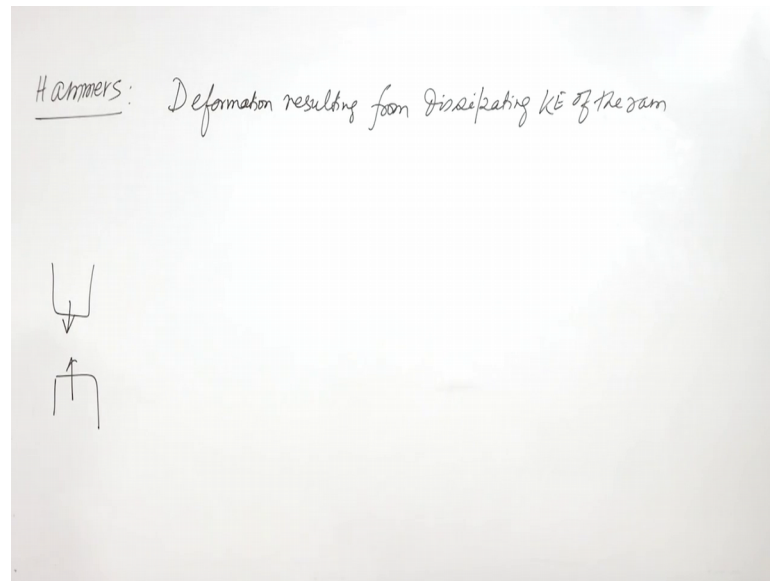 Hammers: Deformation resulting from Dissipating KE of the ram